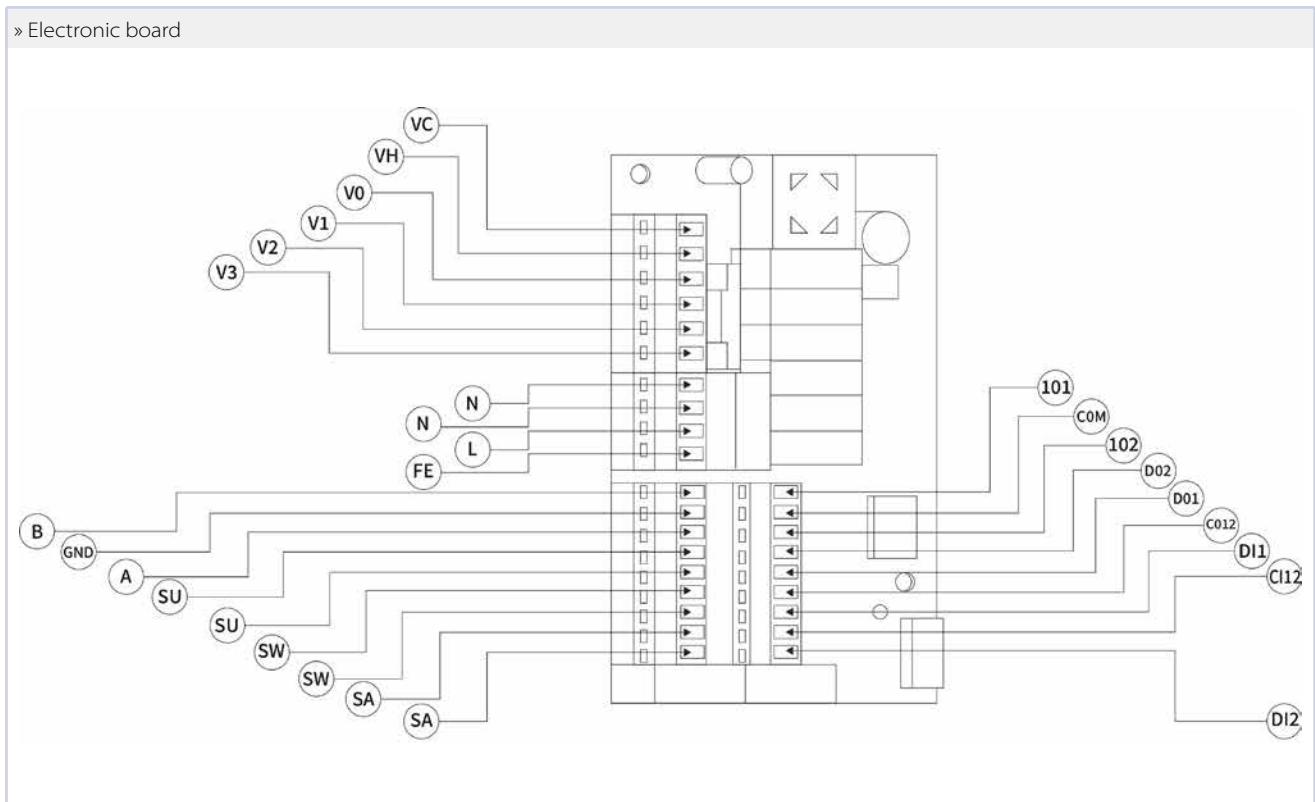 » Electronic board
VC
VH
V0
V1
V2
V3
N
N
L
FE
B
GND
A
SU
SU
SW
SW
SA
SA
101
C0M
102
D02
D01
C012
DI1
CI12
DI2